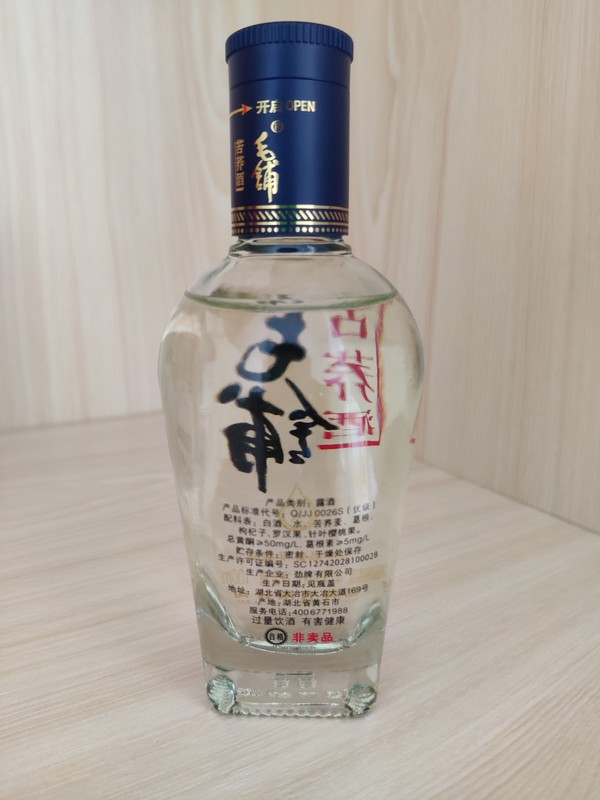 开启 OPEN
毛铺
苦荞酒
毛铺
苦荞酒
产品类别：露酒
产品标准代号：Q/JJ 0026S（优级）
配料表：白酒、水、苦荞麦、葛根、
枸杞子、罗汉果、针叶樱桃果。
总黄酮≥50mg/L，葛根素≥5mg/L
贮存条件：密封、干燥处保存
生产许可证编号：SC12742028100028
生产企业：劲牌有限公司
生产日期：见瓶盖
地址：湖北省大冶市大冶大道169号
产地：湖北省黄石市
服务电话：4006771988
过量饮酒 有害健康
合格 非卖品